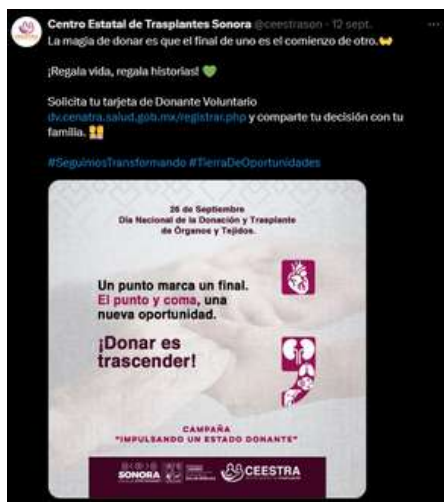 Centro Estatal de Trasplantes Sonora @ceestrason · 12 sept.
La magia de donar es que el final de uno es el comienzo de otro.
¡Regala vida, regala historias!
Solicita tu tarjeta de Donante Voluntario
dv.cenatra.salud.gob.mx/registrar.php y comparte tu decisión con tu
familia.
#SeguimosTransformando #TierraDeOportunidades
26 de Septiembre
Día Nacional de la Donación y Trasplante
de Órganos y Tejidos.
Un punto marca un final.
El punto y coma, una
nueva oportunidad.
¡Donar es
trascender!
CAMPAÑA
"IMPULSANDO UN ESTADO DONANTE"
SONORA
CEESTRA